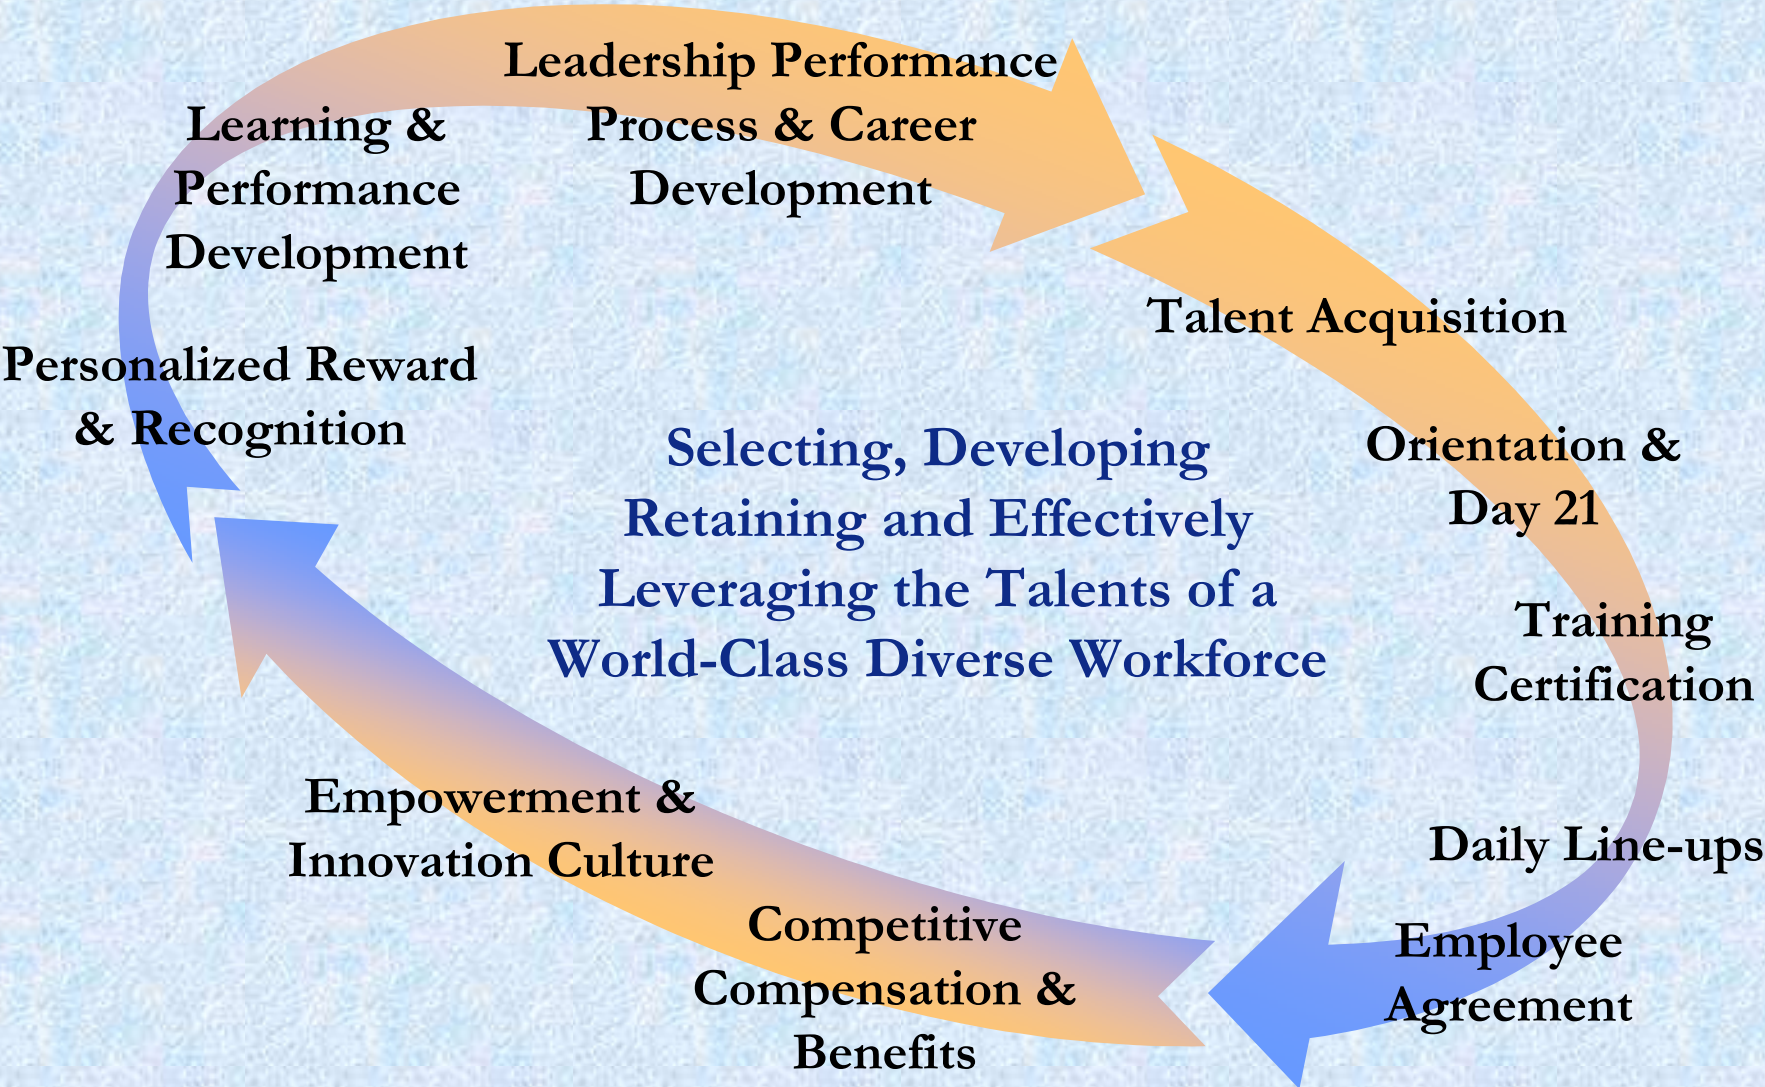 Leadership Performance
Process & Career
Development
Learning &
Performance
Development
Talent Acquisition
Personalized Reward
& Recognition
Selecting, Developing
Retaining and Effectively
Leveraging the Talents of a
World-Class Diverse Workforce
Orientation &
Day 21
Training
Certification
Daily Line-ups
Employee
Agreement
Empowerment &
Innovation Culture
Competitive
Compensation &
Benefits